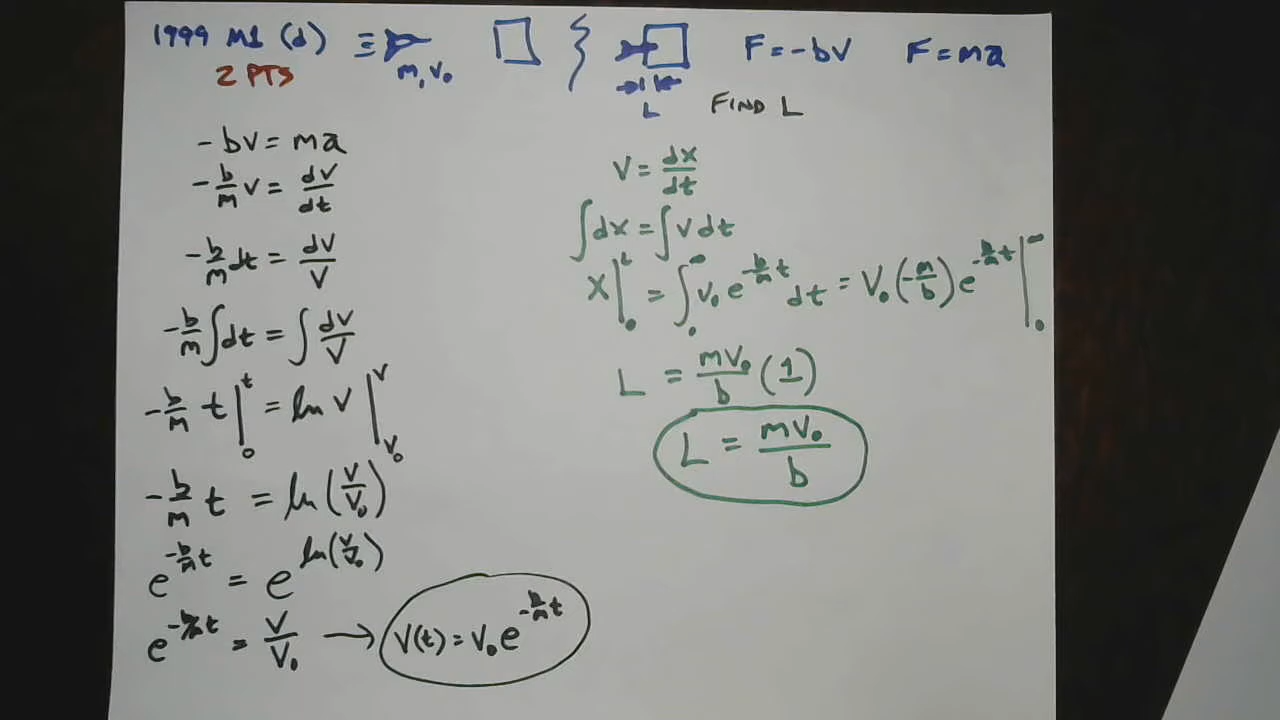 1999 M1 (d)
2 PTS
m, v₀
L
F = -bv
F = ma
FIND L
-bv = ma
-b/m v = dv/dt
-b/m dt = dv/v
-b/m ∫dt = ∫ dv/v
-b/m t |₀ᵗ = ln v |ᵥ₀ᵛ
-b/m t = ln(v/v₀)
e^(-b/m t) = e^(ln(v/v₀))
e^(-b/m t) = v/v₀ → v(t) = v₀e^(-b/m t)
v = dx/dt
∫dx = ∫v dt
x |₀ᴸ = ∫₀^∞ v₀e^(-b/m t) dt = v₀(-m/b)e^(-b/m t) |₀^∞
L = mv₀/b (1)
L = mv₀/b